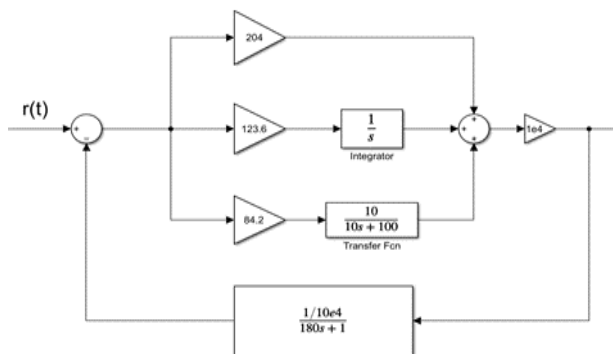 204
r(t)
+
−
123.6
1
s
Integrator
+
+
+
1e4
84.2
10
10s + 100
Transfer Fcn
1/10e4
180s + 1